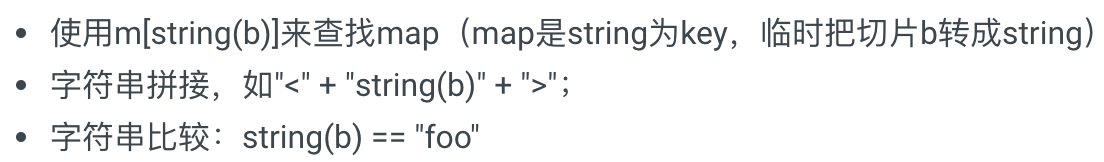 • 使用m[string(b)]来查找map（map是string为key，临时把切片b转成string）
• 字符串拼接，如"<" + "string(b)" + ">"；
• 字符串比较：string(b) == "foo"